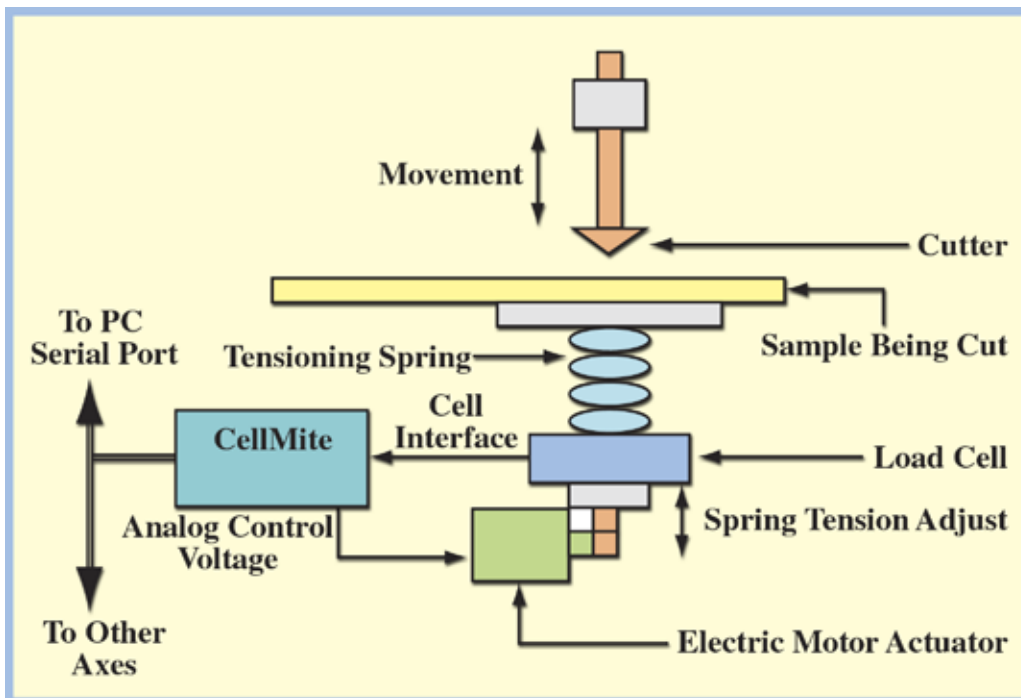 Movement
Cutter
To PC
Serial Port
Tensioning Spring
Sample Being Cut
Cell
Interface
CellMite
Load Cell
Analog Control
Voltage
Spring Tension Adjust
To Other
Axes
Electric Motor Actuator